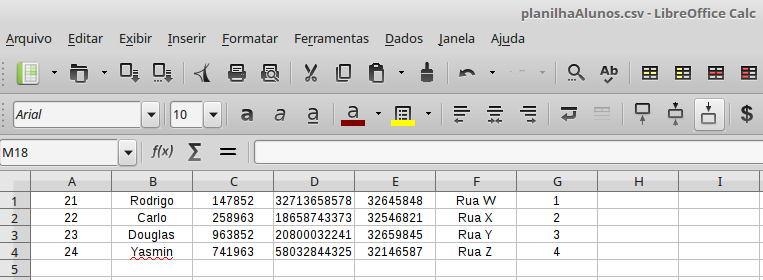 planilhaAlunos.csv - LibreOffice Calc
Arquivo Editar Exibir Inserir Formatar Ferramentas Dados Janela Ajuda
Ab
Arial 10 a a a a $
M18 f(x) Σ =
A B C D E F G H I
1 21 Rodrigo 147852 32713658578 32645848 Rua W 1
2 22 Carlo 258963 18658743373 32546821 Rua X 2
3 23 Douglas 963852 20800032241 32659845 Rua Y 3
4 24 Yasmin 741963 58032844325 32146587 Rua Z 4
5